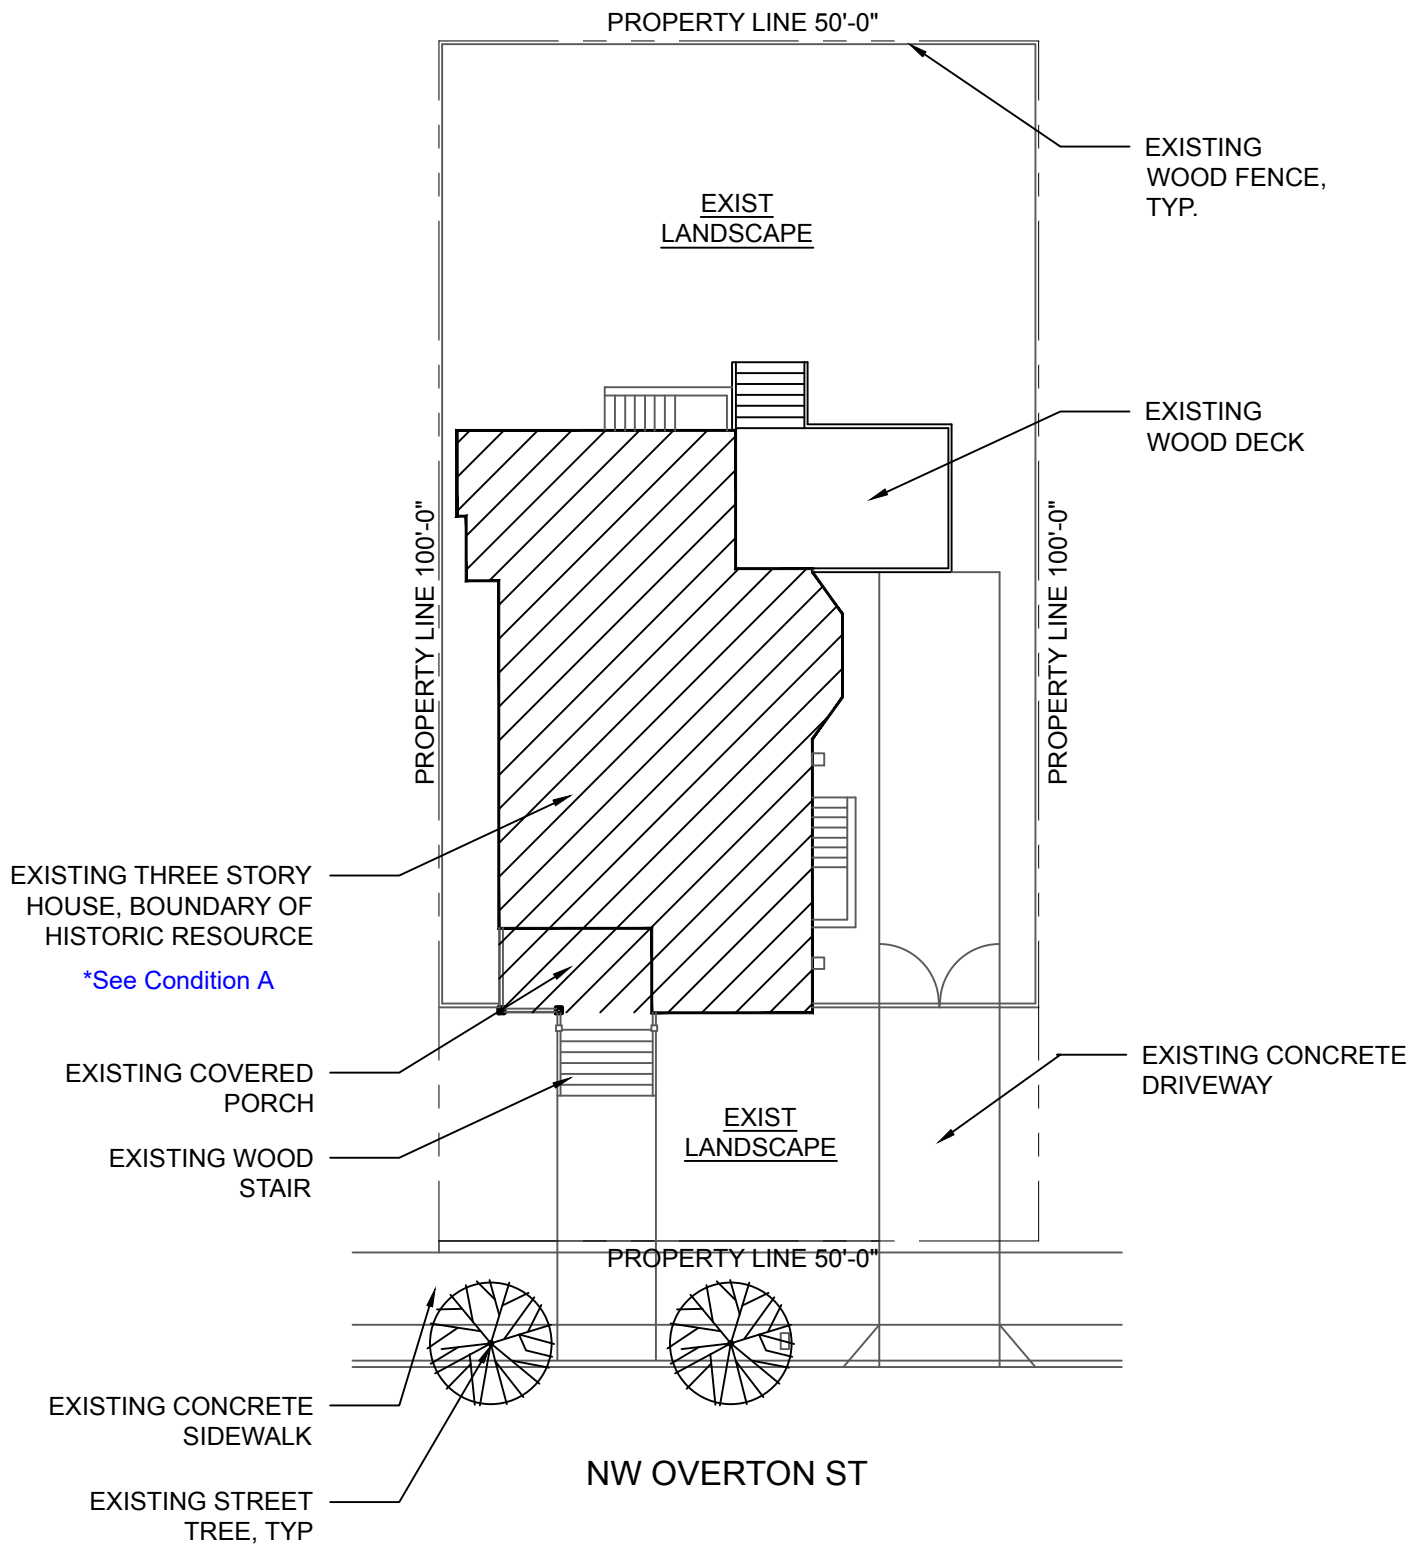 PROPERTY LINE 50'-0"
EXISTING
WOOD FENCE,
TYP.
EXIST
LANDSCAPE
EXISTING
WOOD DECK
PROPERTY LINE 100'-0"
PROPERTY LINE 100'-0"
EXISTING THREE STORY
HOUSE, BOUNDARY OF
HISTORIC RESOURCE
*See Condition A
EXISTING COVERED
PORCH
EXISTING CONCRETE
DRIVEWAY
EXIST
LANDSCAPE
EXISTING WOOD
STAIR
PROPERTY LINE 50'-0"
EXISTING CONCRETE
SIDEWALK
NW OVERTON ST
EXISTING STREET
TREE, TYP